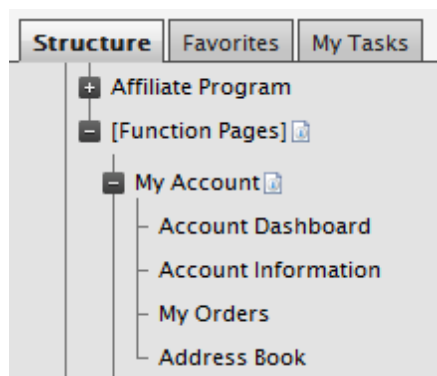 Structure Favorites My Tasks
Affiliate Program
[Function Pages]
My Account
Account Dashboard
Account Information
My Orders
Address Book